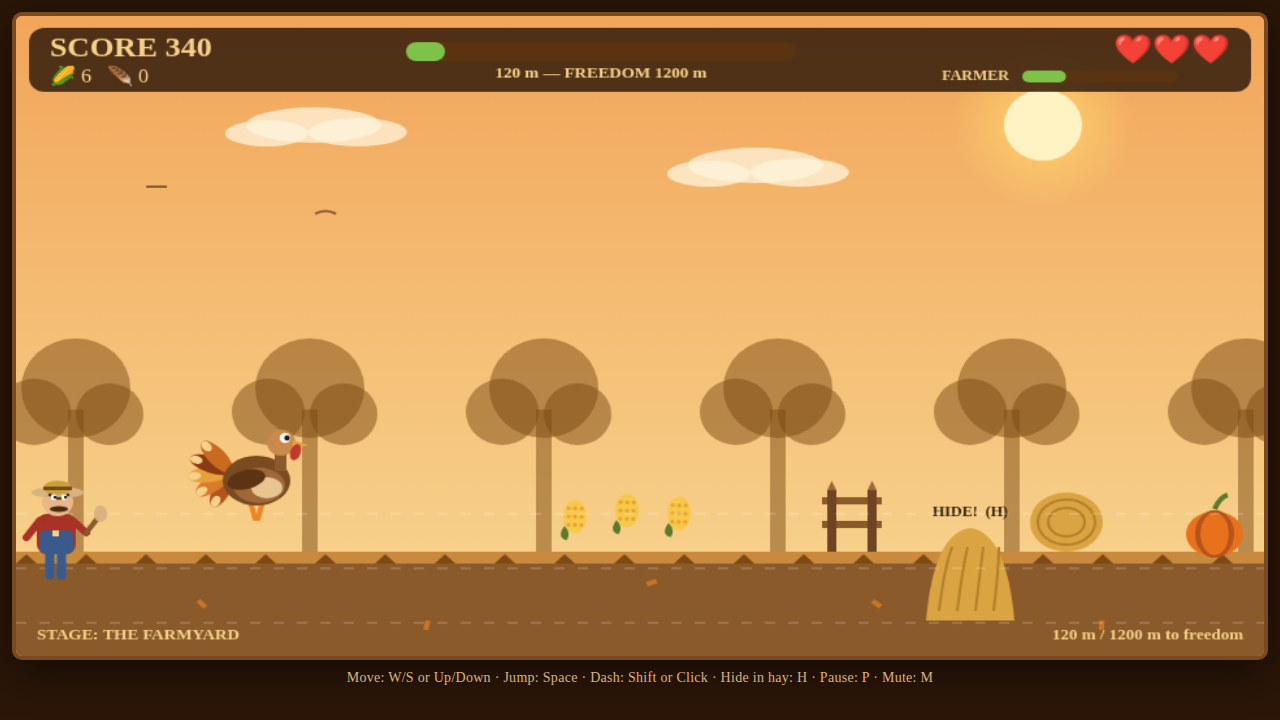 SCORE 340
6 0
120 m — FREEDOM 1200 m
FARMER
HIDE! (H)
STAGE: THE FARMYARD
120 m / 1200 m to freedom
Move: W/S or Up/Down · Jump: Space · Dash: Shift or Click · Hide in hay: H · Pause: P · Mute: M